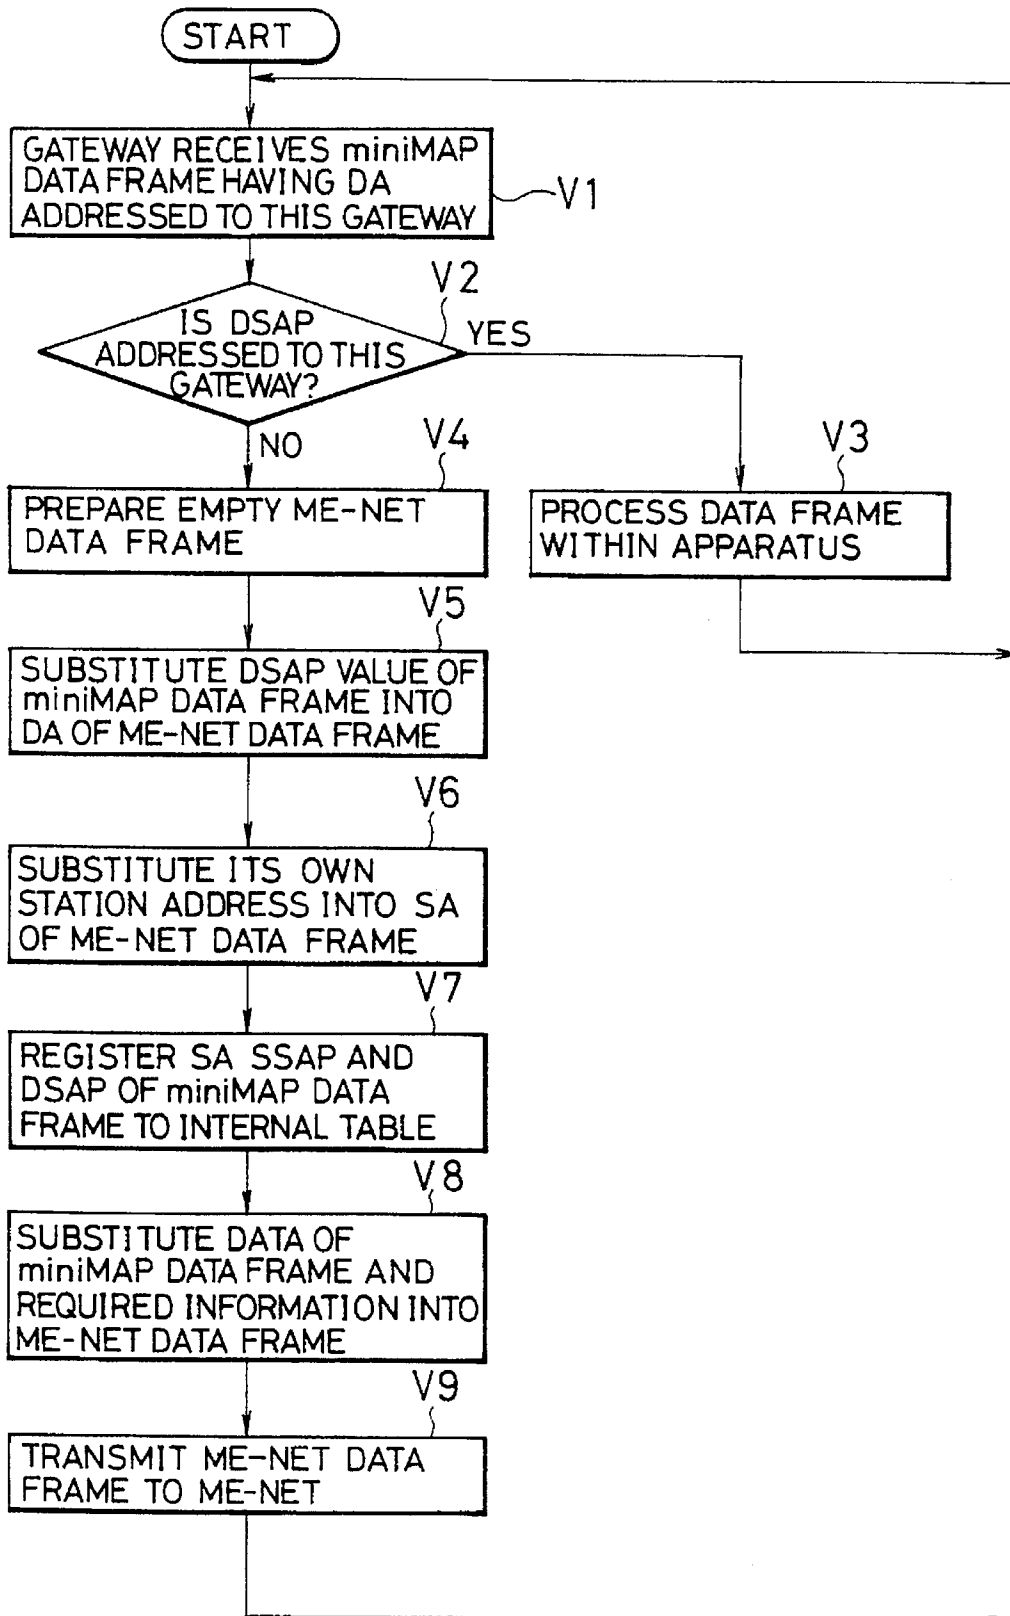 START
GATEWAY RECEIVES miniMAP
DATA FRAME HAVING DA
ADDRESSED TO THIS GATEWAY
V1
V2
IS DSAP
ADDRESSED TO THIS
GATEWAY?
YES
NO
V4
V3
PREPARE EMPTY ME-NET
DATA FRAME
PROCESS DATA FRAME
WITHIN APPARATUS
V5
SUBSTITUTE DSAP VALUE OF
miniMAP DATA FRAME INTO
DA OF ME-NET DATA FRAME
V6
SUBSTITUTE ITS OWN
STATION ADDRESS INTO SA
OF ME-NET DATA FRAME
V7
REGISTER SA SSAP AND
DSAP OF miniMAP DATA
FRAME TO INTERNAL TABLE
V8
SUBSTITUTE DATA OF
miniMAP DATA FRAME AND
REQUIRED INFORMATION INTO
ME-NET DATA FRAME
V9
TRANSMIT ME-NET DATA
FRAME TO ME-NET